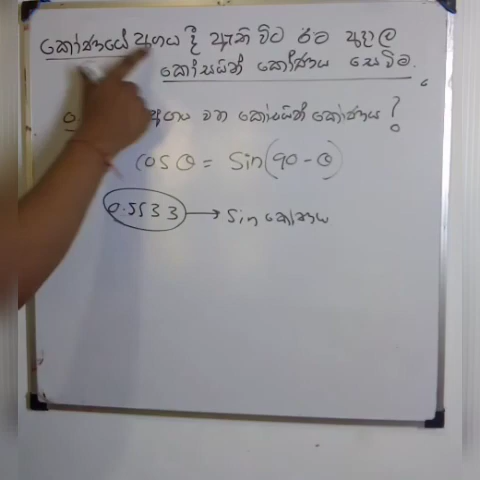 කෝණයේ අගය දී ඇති විට ඊට අදාල
කෝසයින් කෝණය සෙවීම.
අගය වන කෝසයින් කෝණය ?
cos θ = Sin(90 - θ)
0.5533 → Sin කෝණය